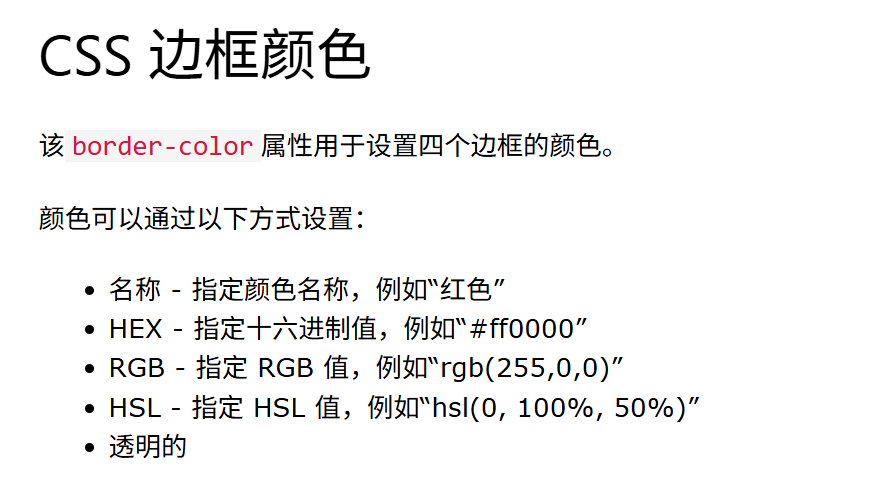 CSS 边框颜色
该 border-color 属性用于设置四个边框的颜色。
颜色可以通过以下方式设置：
• 名称 - 指定颜色名称，例如“红色”
• HEX - 指定十六进制值，例如“#ff0000”
• RGB - 指定 RGB 值，例如“rgb(255,0,0)”
• HSL - 指定 HSL 值，例如“hsl(0, 100%, 50%)”
• 透明的